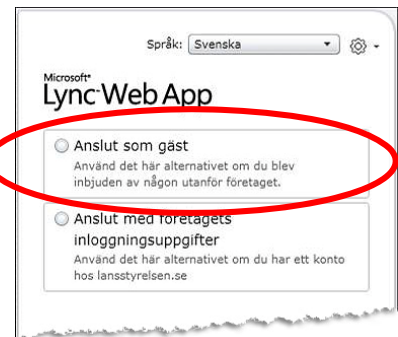 Språk: Svenska
Microsoft®
Lync Web App
Anslut som gäst
Använd det här alternativet om du blev
inbjuden av någon utanför företaget.
Anslut med företagets
inloggningsuppgifter
Använd det här alternativet om du har ett konto
hos lansstyrelsen.se